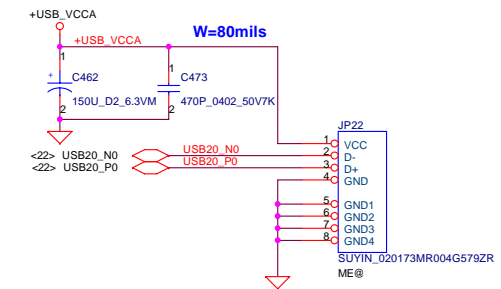 +USB_VCCA
+USB_VCCA
W=80mils
1
+
C462
150U_D2_6.3VM
2
1
C473
470P_0402_50V7K
2
<22> USB20_N0
USB20_N0
<22> USB20_P0
USB20_P0
JP22
1 VCC
2 D-
3 D+
4 GND
5 GND1
6 GND2
7 GND3
8 GND4
SUYIN_020173MR004G579ZR
ME@